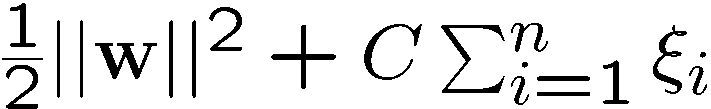 $\frac{1}{2}||\mathbf{w}||^2 + C \sum_{i=1}^{n} \xi_i$